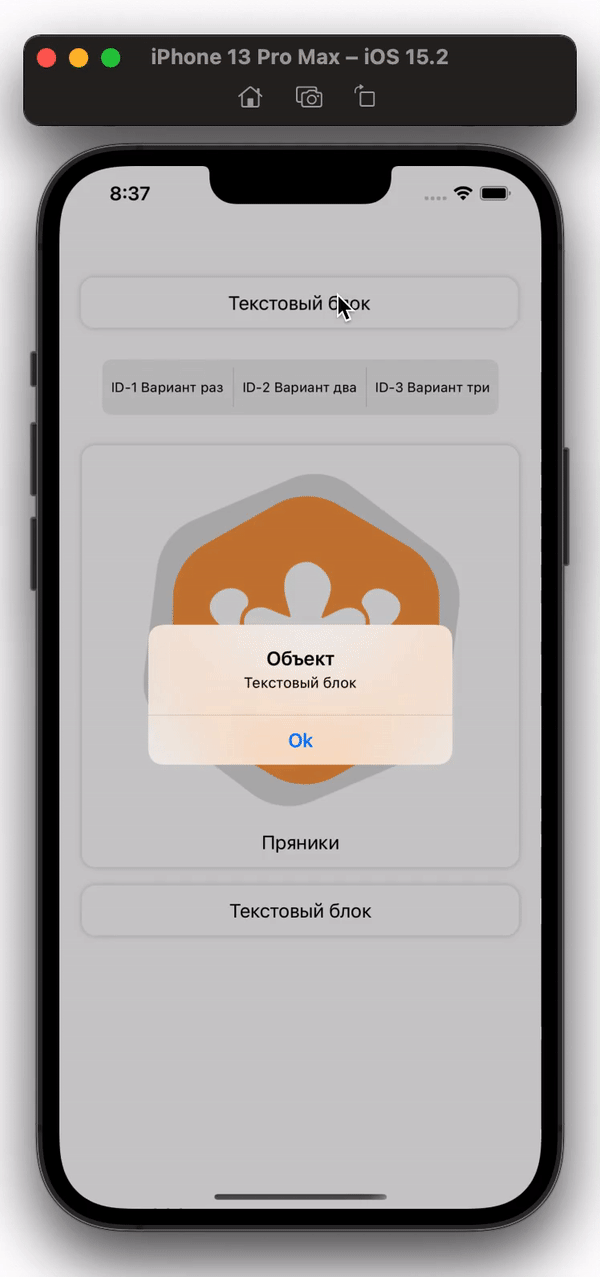 iPhone 13 Pro Max – iOS 15.2
8:37
Текстовый блок
ID-1 Вариант раз
ID-2 Вариант два
ID-3 Вариант три
Объект
Текстовый блок
Ok
Пряники
Текстовый блок